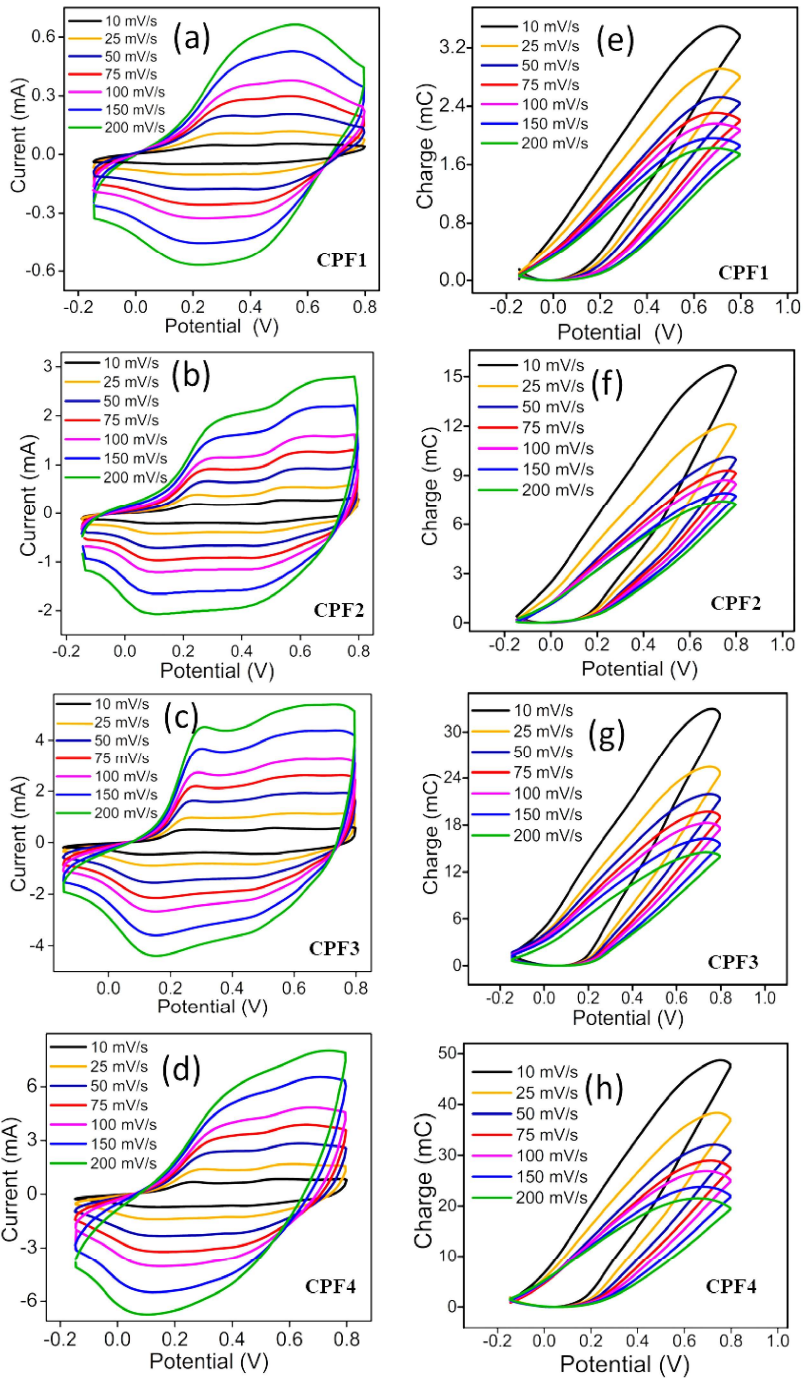 (a)
10 mV/s
25 mV/s
50 mV/s
75 mV/s
100 mV/s
150 mV/s
200 mV/s
0.6
0.3
0.0
-0.3
-0.6
Current (mA)
CPF1
-0.2 0.0 0.2 0.4 0.6 0.8
Potential (V)
(e)
10 mV/s
25 mV/s
50 mV/s
75 mV/s
100 mV/s
150 mV/s
200 mV/s
3.2
2.4
1.6
0.8
0.0
Charge (mC)
CPF1
-0.2 0.0 0.2 0.4 0.6 0.8 1.0
Potential (V)
(b)
10 mV/s
25 mV/s
50 mV/s
75 mV/s
100 mV/s
150 mV/s
200 mV/s
3
2
1
0
-1
-2
Current (mA)
CPF2
-0.2 0.0 0.2 0.4 0.6 0.8
Potential (V)
(f)
10 mV/s
25 mV/s
50 mV/s
75 mV/s
100 mV/s
150 mV/s
200 mV/s
15
12
9
6
3
0
Charge (mC)
CPF2
-0.2 0.0 0.2 0.4 0.6 0.8 1.0
Potential (V)
(c)
10 mV/s
25 mV/s
50 mV/s
75 mV/s
100 mV/s
150 mV/s
200 mV/s
4
2
0
-2
-4
Current (mA)
CPF3
-0.2 0.0 0.2 0.4 0.6 0.8
Potential (V)
(g)
10 mV/s
25 mV/s
50 mV/s
75 mV/s
100 mV/s
150 mV/s
200 mV/s
30
24
18
12
6
0
Charge (mC)
CPF3
-0.2 0.0 0.2 0.4 0.6 0.8 1.0
Potential (V)
(d)
10 mV/s
25 mV/s
50 mV/s
75 mV/s
100 mV/s
150 mV/s
200 mV/s
6
3
0
-3
-6
Current (mA)
CPF4
-0.2 0.0 0.2 0.4 0.6 0.8
Potential (V)
(h)
10 mV/s
25 mV/s
50 mV/s
75 mV/s
100 mV/s
150 mV/s
200 mV/s
50
40
30
20
10
0
Charge (mC)
CPF4
-0.2 0.0 0.2 0.4 0.6 0.8 1.0
Potential (V)